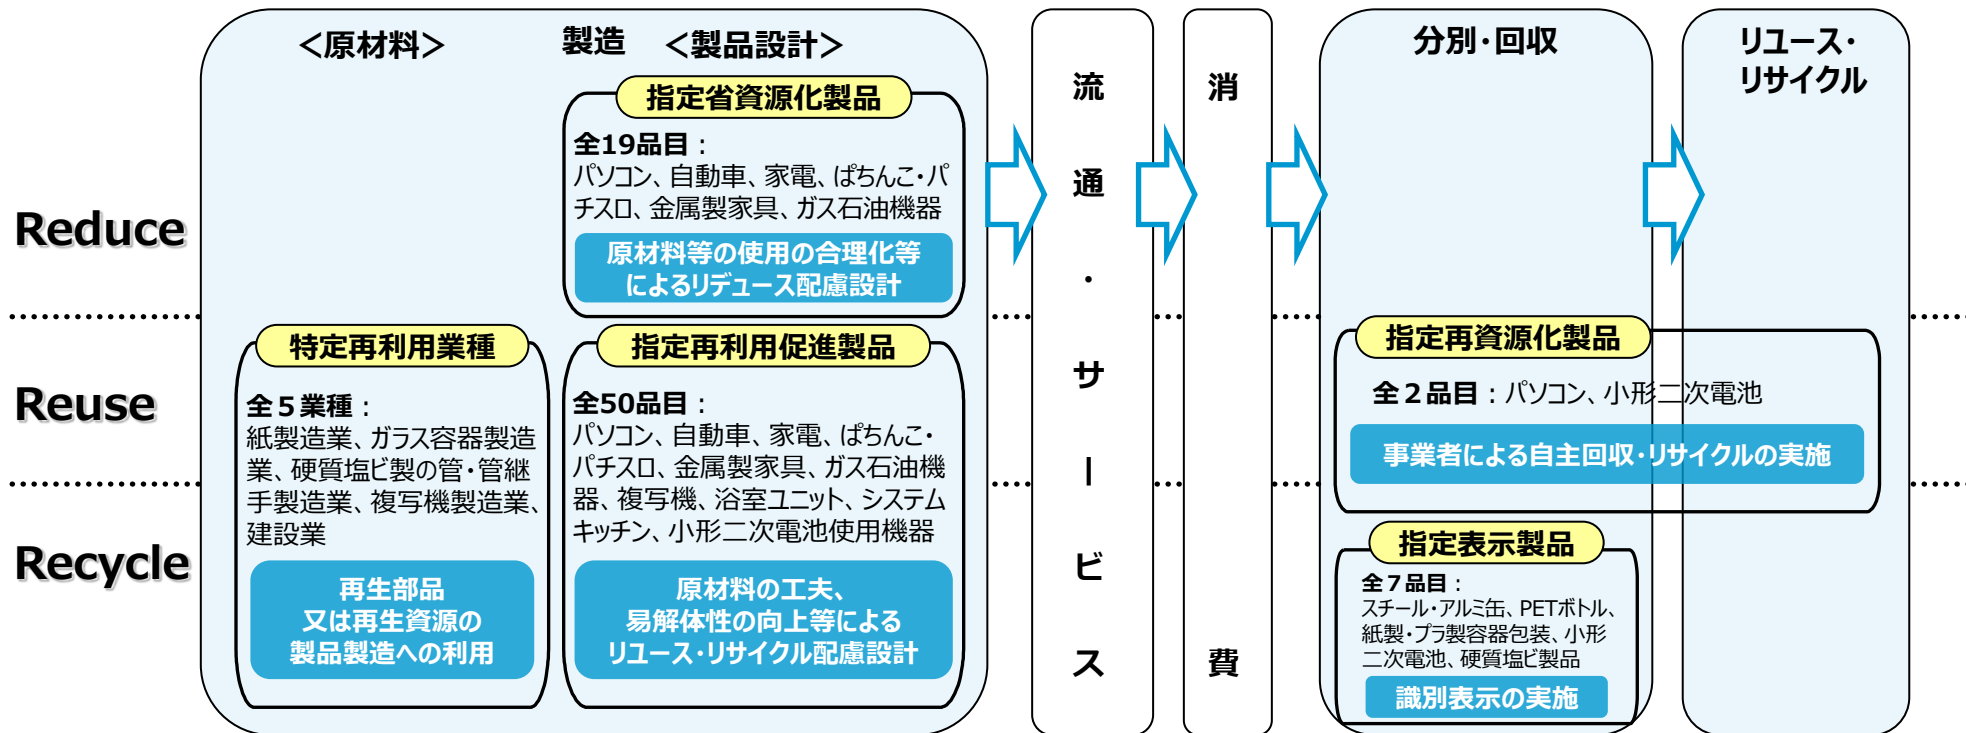 製造
<原材料>
<製品設計>
指定省資源化製品
全19品目：
パソコン、自動車、家電、ぱちんこ・パ
チスロ、金属製家具、ガス石油機器
原材料等の使用の合理化等
によるリデュース配慮設計
特定再利用業種
全５業種：
紙製造業、ガラス容器製造
業、硬質塩ビ製の管・管継
手製造業、複写機製造業、
建設業
再生部品
又は再生資源の
製品製造への利用
指定再利用促進製品
全50品目：
パソコン、自動車、家電、ぱちんこ・
パチスロ、金属製家具、ガス石油機
器、複写機、浴室ユニット、システム
キッチン、小形二次電池使用機器
原材料の工夫、
易解体性の向上等による
リユース・リサイクル配慮設計
流通・サービス
消費
分別・回収
リユース・
リサイクル
指定再資源化製品
全２品目：パソコン、小形二次電池
事業者による自主回収・リサイクルの実施
指定表示製品
全７品目：
スチール・アルミ缶、PETボトル、
紙製・プラ製容器包装、小形
二次電池、硬質塩ビ製品
識別表示の実施
Reduce
Reuse
Recycle